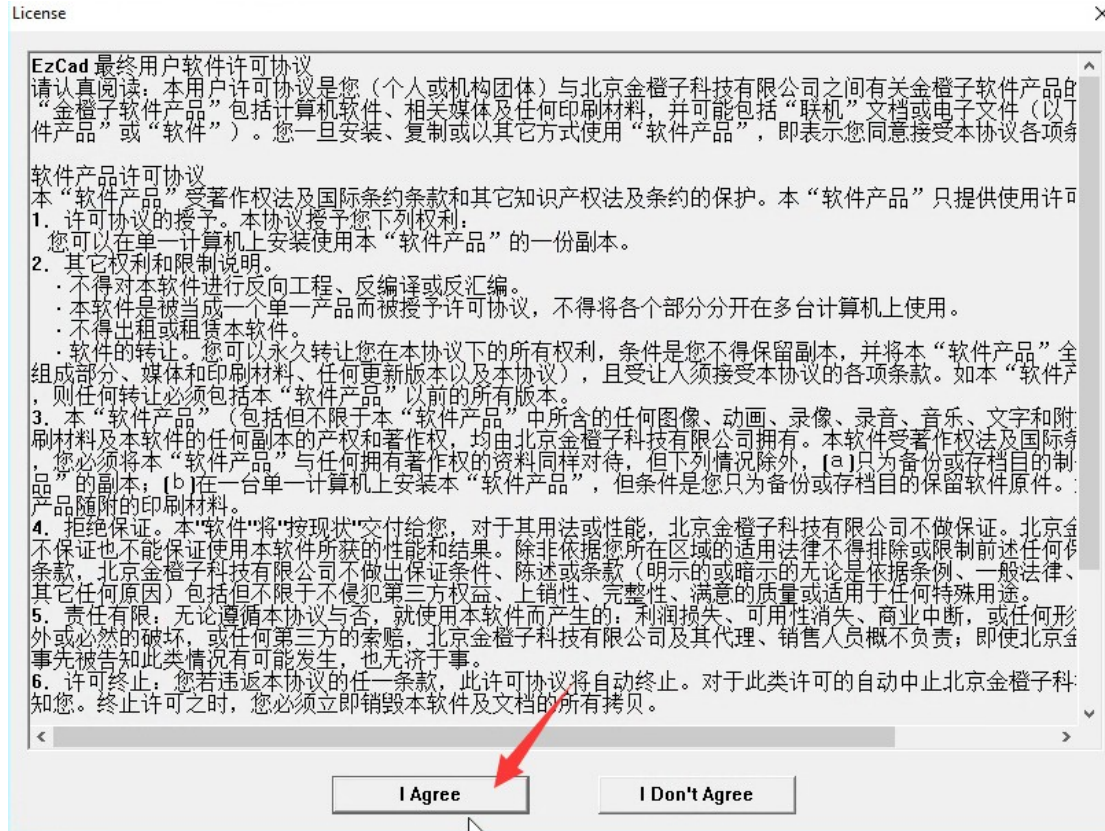 License
EzCad 最终用户软件许可协议
请认真阅读：本用户许可协议是您（个人或机构团体）与北京金橙子科技有限公司之间有关金橙子软件产品的
“金橙子软件产品”包括计算机软件、相关媒体及任何印刷材料，并可能包括“联机”文档或电子文件（以下
件产品”或“软件”）。您一旦安装、复制或以其它方式使用“软件产品”，即表示您同意接受本协议各项条
软件产品许可协议
本“软件产品”受著作权法及国际条约条款和其它知识产权法及条约的保护。本“软件产品”只提供使用许可
1. 许可协议的授予。本协议授予您下列权利：
您可以在单一计算机上安装使用本“软件产品”的一份副本。
2. 其它权利和限制说明。
·不得对本软件进行反向工程、反编译或反汇编。
·本软件是被当成一个单一产品而被授予许可协议，不得将各个部分分开在多台计算机上使用。
·不得出租或租赁本软件。
·软件的转让。您可以永久转让您在本协议下的所有权利，条件是您不得保留副本，并将本“软件产品”全
组成部分、媒体和印刷材料、任何更新版本以及本协议），且受让人须接受本协议的各项条款。如本“软件产
，则任何转让必须包括本“软件产品”以前的所有版本。
3. 本“软件产品”（包括但不限于本“软件产品”中所含的任何图像、动画、录像、录音、音乐、文字和附
刷材料及本软件的任何副本的产权和著作权，均由北京金橙子科技有限公司拥有。本软件受著作权法及国际条
，您必须将本“软件产品”与任何拥有著作权的资料同样对待，但下列情况除外，(a)只为备份或存档目的制
品”的副本；(b)在一台单一计算机上安装本“软件产品”，但条件是您只为备份或存档目的保留软件原件。
产品随附的印刷材料。
4. 拒绝保证。本"软件"将"按现状"交付给您，对于其用法或性能，北京金橙子科技有限公司不做保证。北京金
不保证也不能保证使用本软件所获的性能和结果。除非依据您所在区域的适用法律不得排除或限制前述任何保
条款，北京金橙子科技有限公司不做出保证条件、陈述或条款（明示的或暗示的无论是依据条例、一般法律、
其它任何原因）包括但不限于不侵犯第三方权益、上销性、完整性、满意的质量或适用于任何特殊用途。
5. 责任有限：无论遵循本协议与否，就使用本软件而产生的：利润损失、可用性消失、商业中断，或任何形
外或必然的破坏，或任何第三方的索赔，北京金橙子科技有限公司及其代理、销售人员概不负责；即使北京金
事先被告知此类情况有可能发生，也无济于事。
6. 许可终止：您若违返本协议的任一条款，此许可协议将自动终止。对于此类许可的自动中止北京金橙子科
知您。终止许可之时，您必须立即销毁本软件及文档的所有拷贝。
I Agree
I Don't Agree